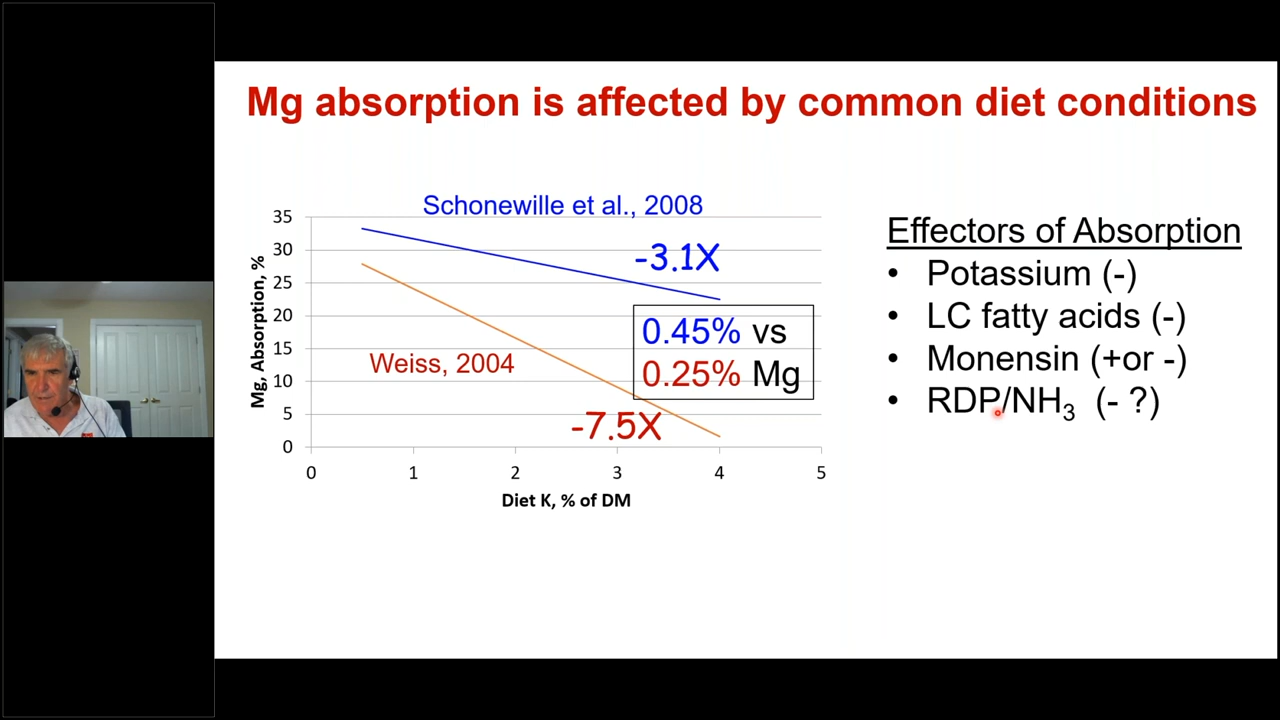 Mg absorption is affected by common diet conditions
Schonewille et al., 2008
35
30
25
20
15
10
5
0
Mg, Absorption, %
-3.1X
0.45% vs
0.25% Mg
Weiss, 2004
-7.5X
0 1 2 3 4 5
Diet K, % of DM
Effectors of Absorption
• Potassium (-)
• LC fatty acids (-)
• Monensin (+or -)
• RDP/NH₃ (- ?)